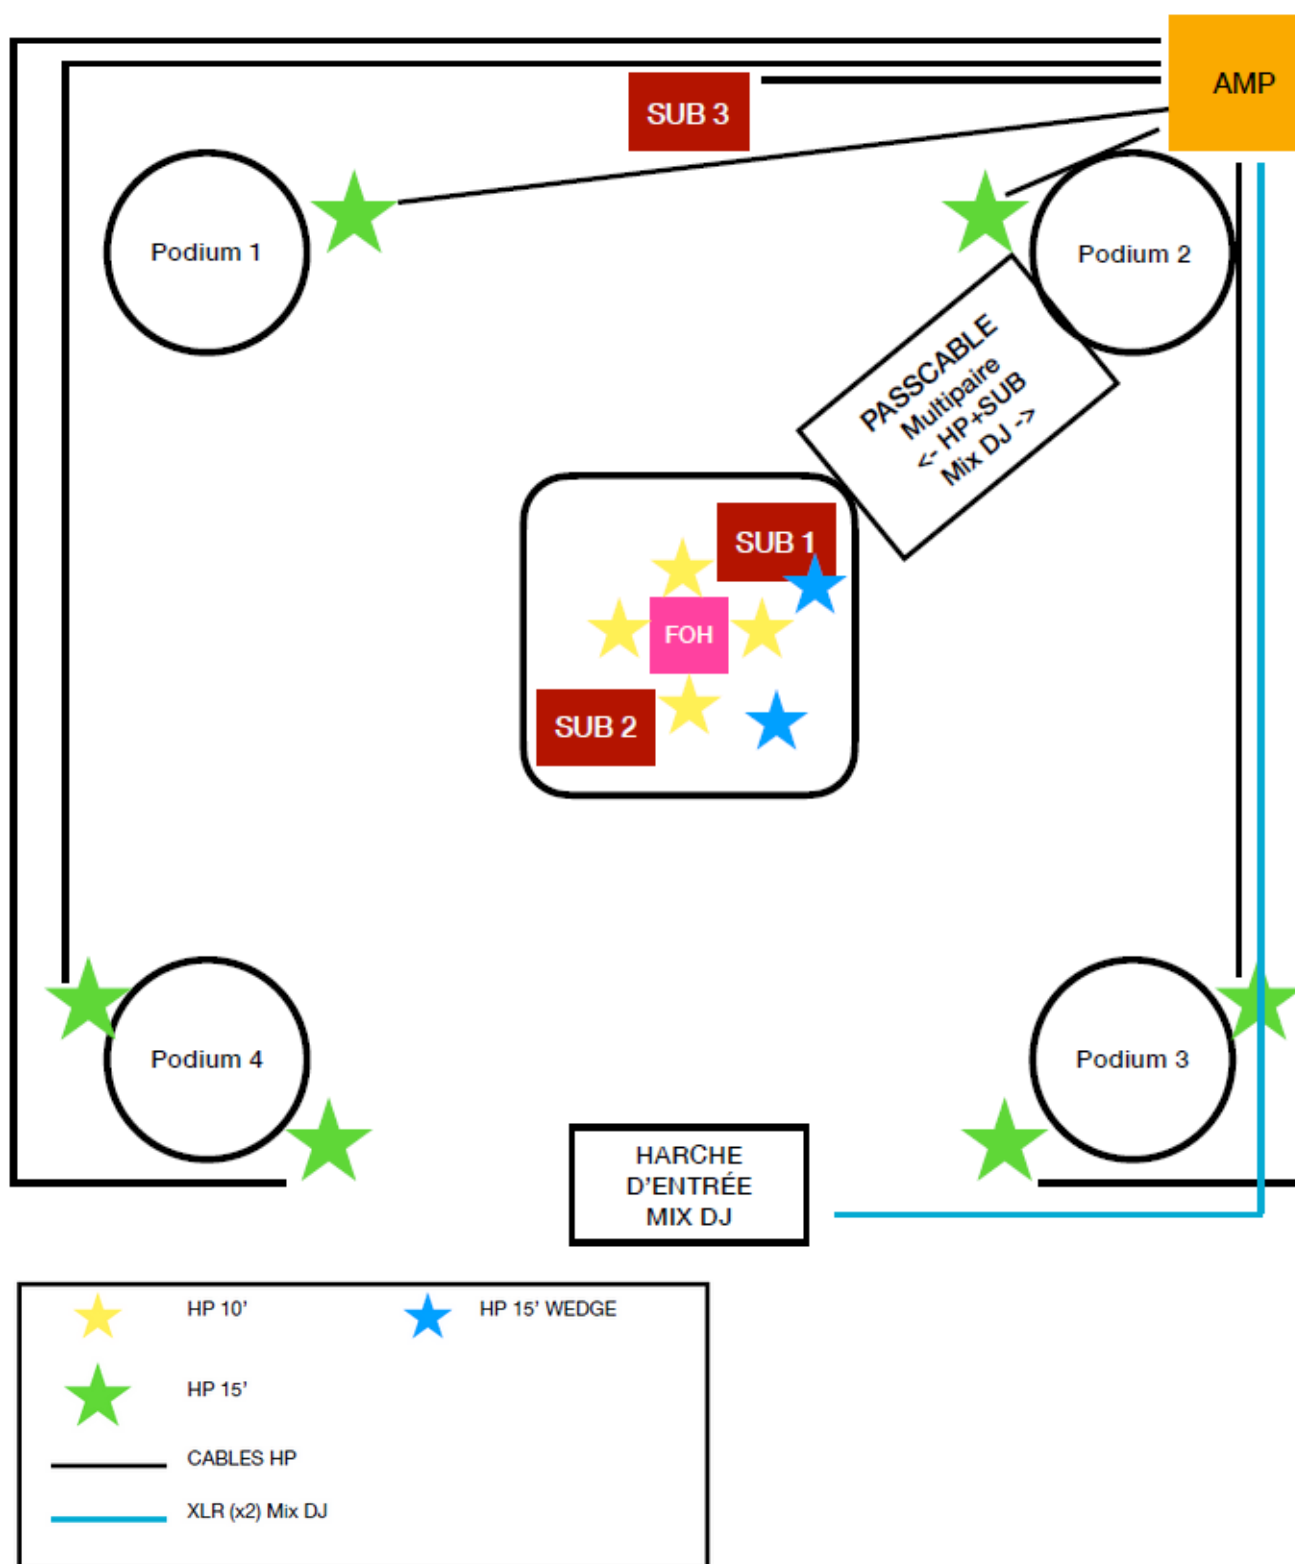 AMP
SUB 3
Podium 1
Podium 2
PASSCABLE
Multipaire
<- HP+SUB
Mix DJ ->
SUB 1
FOH
SUB 2
Podium 4
Podium 3
HARCHE
D'ENTRÉE
MIX DJ
HP 10'
HP 15' WEDGE
HP 15'
CABLES HP
XLR (x2) Mix DJ